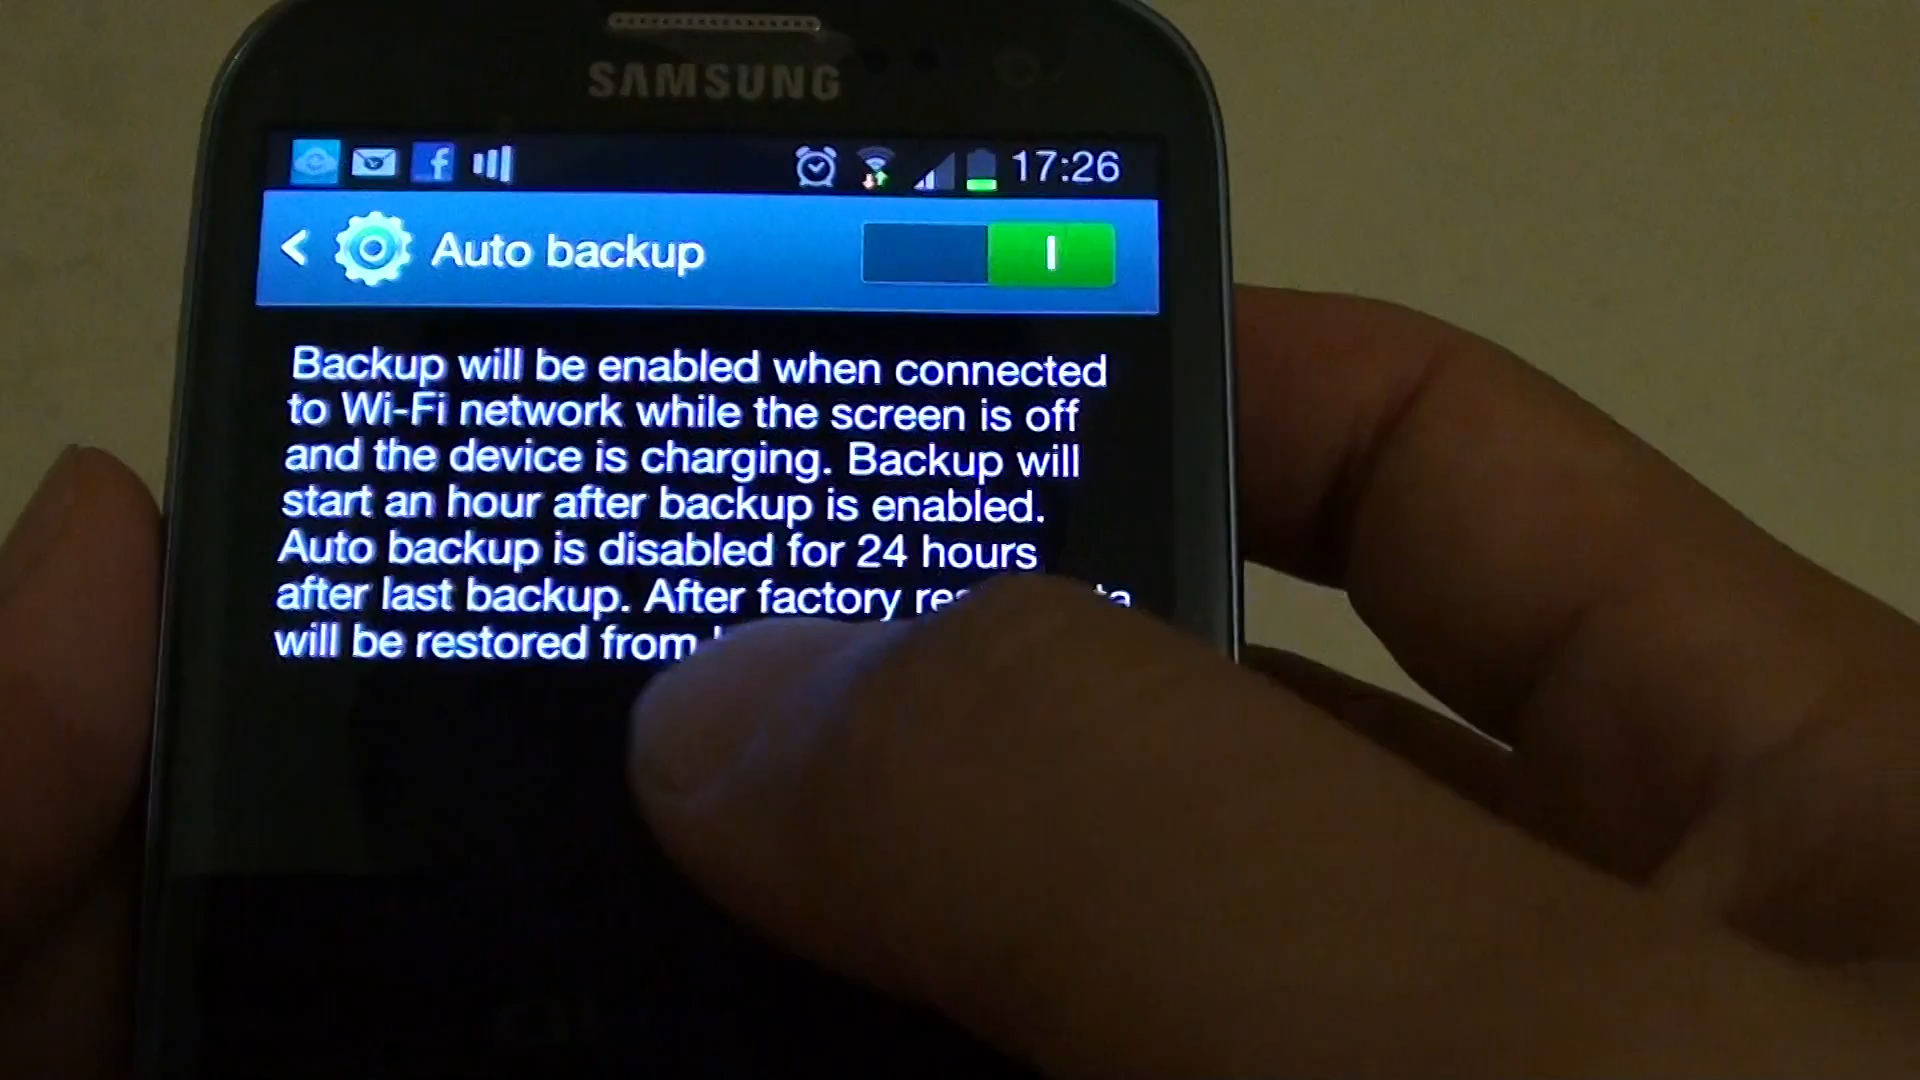 SAMSUNG
17:26
Auto backup
Backup will be enabled when connected
to Wi-Fi network while the screen is off
and the device is charging. Backup will
start an hour after backup is enabled.
Auto backup is disabled for 24 hours
after last backup. After factory
will be restored from